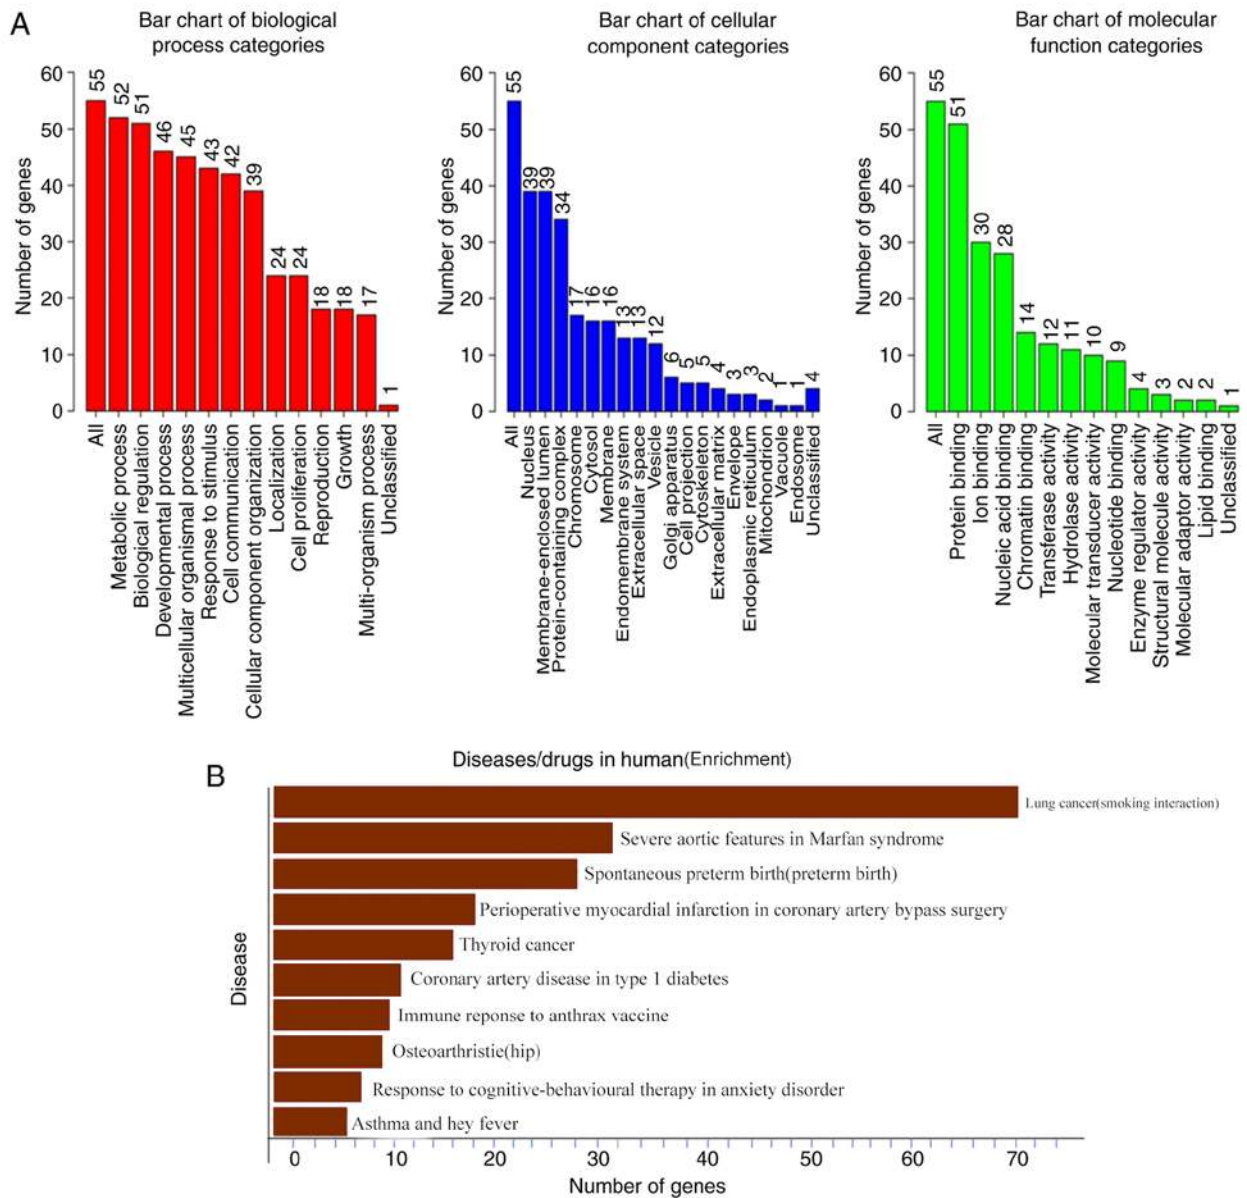 A
Bar chart of biological
process categories
Number of genes
60
50
40
30
20
10
0
55
52
51
46
45
43
42
39
24
24
18
18
17
1
All
Metabolic process
Biological regulation
Developmental process
Multicellular organismal process
Response to stimulus
Cell communication
Cellular component organization
Localization
Cell proliferation
Reproduction
Growth
Multi-organism process
Unclassified
Bar chart of cellular
component categories
Number of genes
60
50
40
30
20
10
0
55
39
39
34
17
16
16
13
13
12
6
5
5
4
3
3
2
1
1
4
All
Nucleus
Membrane-enclosed lumen
Protein-containing complex
Chromosome
Cytosol
Membrane
Endomembrane system
Extracellular space
Vesicle
Golgi apparatus
Cell projection
Cytoskeleton
Extracellular matrix
Envelope
Endoplasmic reticulum
Mitochondrion
Vacuole
Endosome
Unclassified
Bar chart of molecular
function categories
Number of genes
60
50
40
30
20
10
0
55
51
30
28
14
12
11
10
9
4
3
2
2
1
All
Protein binding
Ion binding
Nucleic acid binding
Chromatin binding
Transferase activity
Hydrolase activity
Molecular transducer activity
Nucleotide binding
Enzyme regulator activity
Structural molecule activity
Molecular adaptor activity
Lipid binding
Unclassified
B
Diseases/drugs in human(Enrichment)
Disease
Lung cancer(smoking interaction)
Severe aortic features in Marfan syndrome
Spontaneous preterm birth(preterm birth)
Perioperative myocardial infarction in coronary artery bypass surgery
Thyroid cancer
Coronary artery disease in type 1 diabetes
Immune reponse to anthrax vaccine
Osteoarthristie(hip)
Response to cognitive-behavioural therapy in anxiety disorder
Asthma and hey fever
0 10 20 30 40 50 60 70
Number of genes